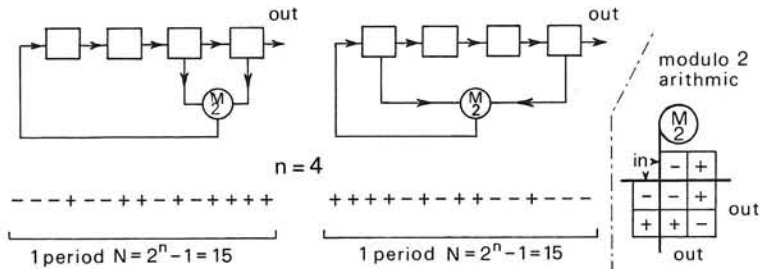 out
out
M
2
M
2
modulo 2
arithmic
M
2
n=4
in
- +
- - +
+ + -
out
out
- - - + - - + + - + - + + + +
+ + + + - + - + + - - + - - -
1 period N = 2ⁿ - 1 = 15
1 period N = 2ⁿ - 1 = 15